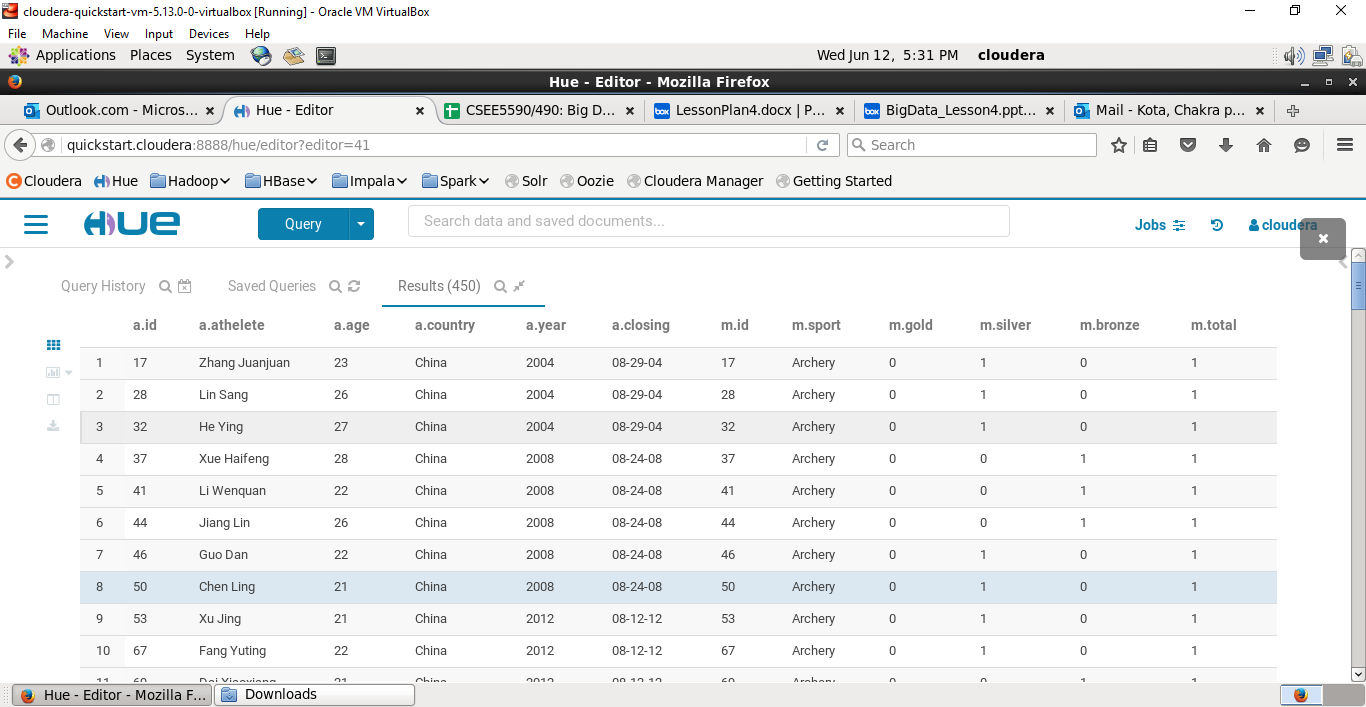 cloudera-quickstart-vm-5.13.0-0-virtualbox [Running] - Oracle VM VirtualBox
File Machine View Input Devices Help
Applications Places System Wed Jun 12, 5:31 PM cloudera
Hue - Editor - Mozilla Firefox
Outlook.com - Micros... Hue - Editor CSEE5590/490: Big D... LessonPlan4.docx | P... BigData_Lesson4.ppt... Mail - Kota, Chakra p...
quickstart.cloudera:8888/hue/editor?editor=41 Search
Cloudera Hue Hadoop HBase Impala Spark Solr Oozie Cloudera Manager Getting Started
HUE Query Search data and saved documents... Jobs cloudera
Query History Saved Queries Results (450)
a.id a.athelete a.age a.country a.year a.closing m.id m.sport m.gold m.silver m.bronze m.total
1 17 Zhang Juanjuan 23 China 2004 08-29-04 17 Archery 0 1 0 1
2 28 Lin Sang 26 China 2004 08-29-04 28 Archery 0 1 0 1
3 32 He Ying 27 China 2004 08-29-04 32 Archery 0 1 0 1
4 37 Xue Haifeng 28 China 2008 08-24-08 37 Archery 0 0 1 1
5 41 Li Wenquan 22 China 2008 08-24-08 41 Archery 0 0 1 1
6 44 Jiang Lin 26 China 2008 08-24-08 44 Archery 0 0 1 1
7 46 Guo Dan 22 China 2008 08-24-08 46 Archery 0 1 0 1
8 50 Chen Ling 21 China 2008 08-24-08 50 Archery 0 1 0 1
9 53 Xu Jing 21 China 2012 08-12-12 53 Archery 0 1 0 1
10 67 Fang Yuting 22 China 2012 08-12-12 67 Archery 0 1 0 1
Hue - Editor - Mozilla F... Downloads